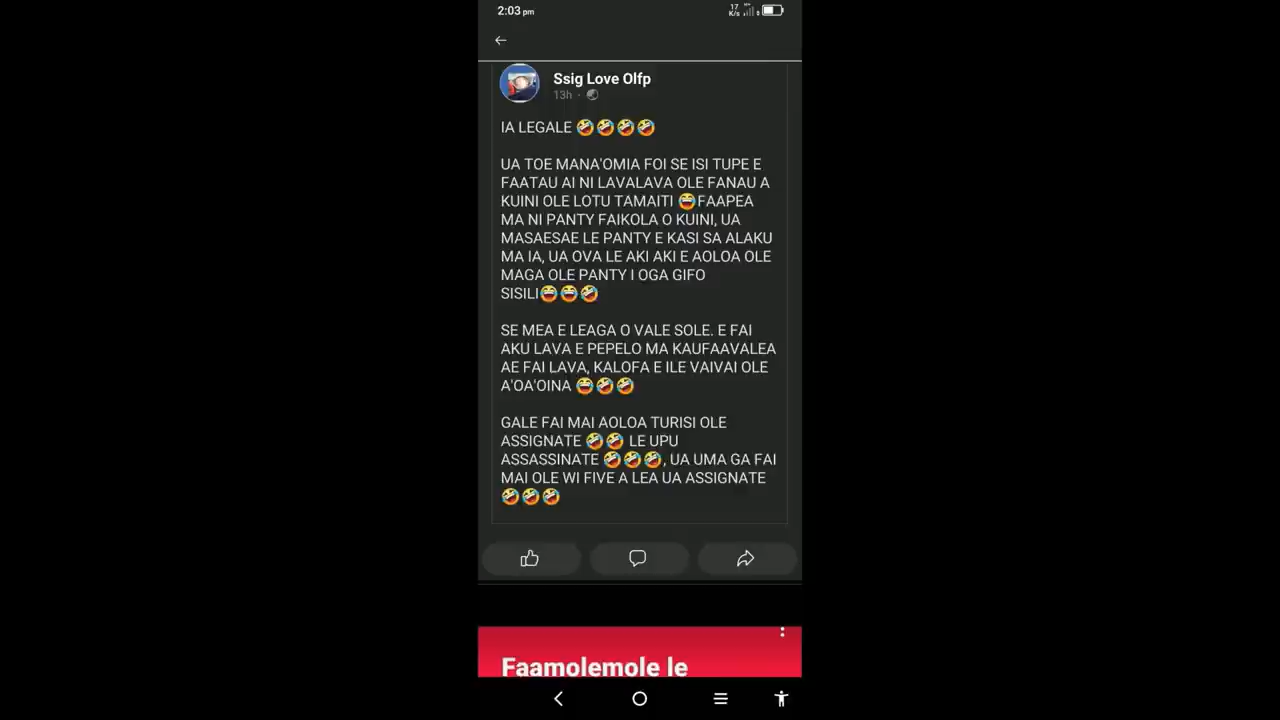 2:03 pm
17
K/s
Ssig Love Olfp
13h ·
IA LEGALE 🤣🤣🤣🤣
UA TOE MANA'OMIA FOI SE ISI TUPE E
FAATAU AI NI LAVALAVA OLE FANAU A
KUINI OLE LOTU TAMAITI 😂FAAPEA
MA NI PANTY FAIKOLA O KUINI, UA
MASAESAE LE PANTY E KASI SA ALAKU
MA IA, UA OVA LE AKI AKI E AOLOA OLE
MAGA OLE PANTY I OGA GIFO
SISILI😂😂🤣
SE MEA E LEAGA O VALE SOLE. E FAI
AKU LAVA E PEPELO MA KAUFAAVALEA
AE FAI LAVA, KALOFA E ILE VAIVAI OLE
A'OA'OINA 😂🤣🤣
GALE FAI MAI AOLOA TURISI OLE
ASSIGNATE 🤣🤣 LE UPU
ASSASSINATE 🤣🤣🤣, UA UMA GA FAI
MAI OLE WI FIVE A LEA UA ASSIGNATE
🤣🤣🤣
Faamolemole le